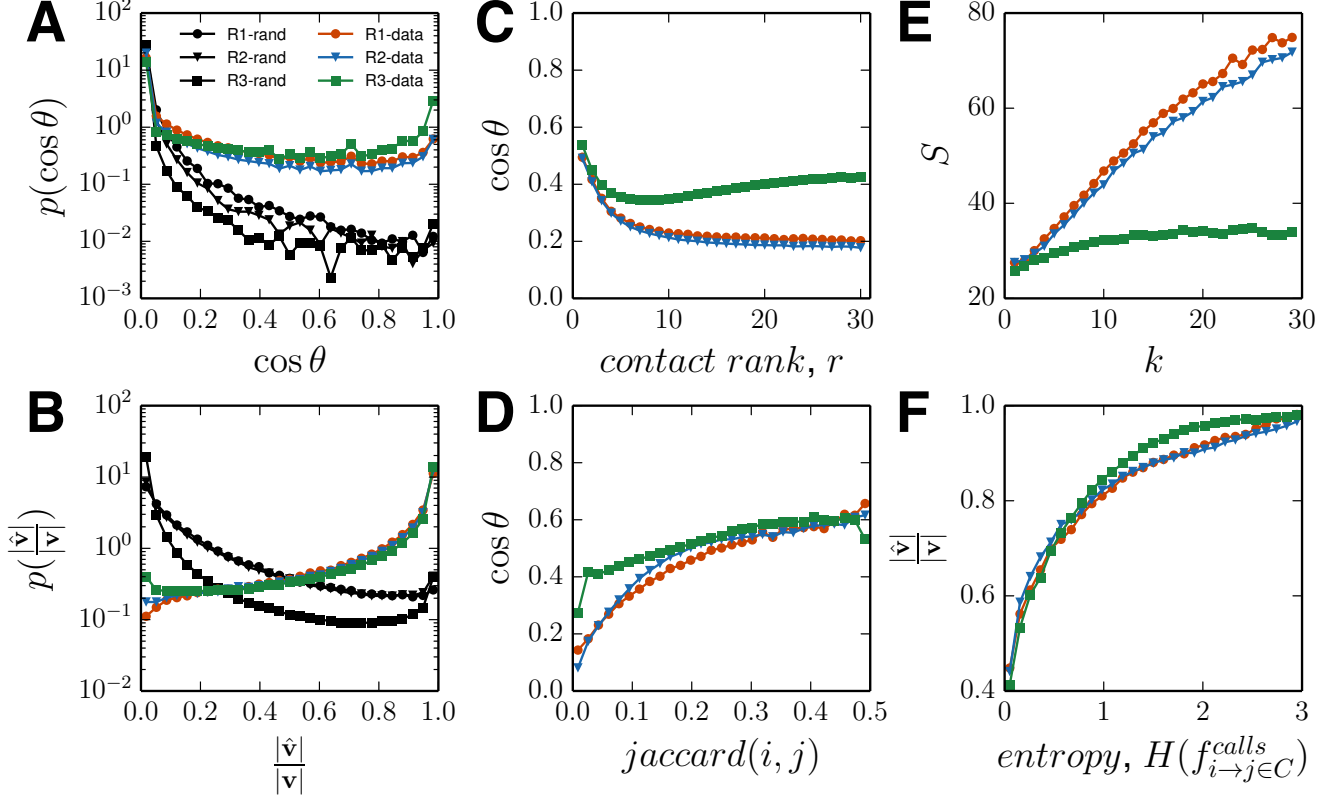 A
10^2
10^1
10^0
10^{-1}
10^{-2}
10^{-3}
p(cos θ)
R1-rand
R2-rand
R3-rand
R1-data
R2-data
R3-data
0.0 0.2 0.4 0.6 0.8 1.0
cos θ
C
1.0
0.8
0.6
0.4
0.2
0.0
cos θ
0 10 20 30
contact rank, r
E
80
60
40
20
S
0 10 20 30
k
B
10^2
10^1
10^0
10^{-1}
10^{-2}
p(|v̂|/|v|)
0.0 0.2 0.4 0.6 0.8 1.0
|v̂|/|v|
D
1.0
0.8
0.6
0.4
0.2
0.0
cos θ
0.0 0.1 0.2 0.3 0.4 0.5
jaccard(i, j)
F
1.0
0.8
0.6
0.4
|v̂|/|v|
0 1 2 3
entropy, H(f^{calls}_{i→j∈C})